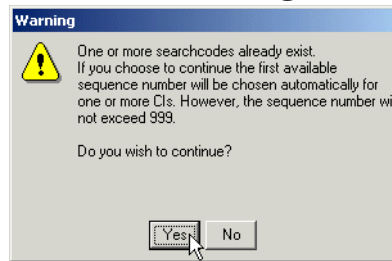 Warning
One or more searchcodes already exist.
If you choose to continue the first available
sequence number will be chosen automatically for
one or more CIs. However, the sequence number wi
not exceed 999.
Do you wish to continue?
Yes No